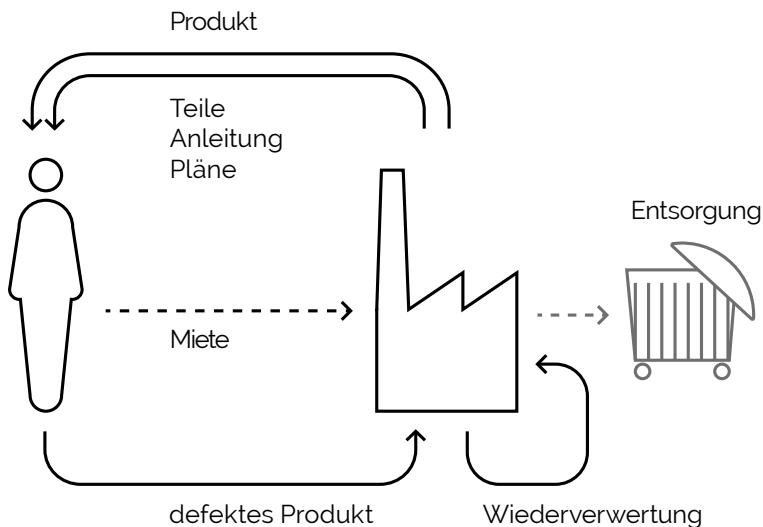 Produkt
Teile
Anleitung
Pläne
Entsorgung
Miete
defektes Produkt
Wiederverwertung